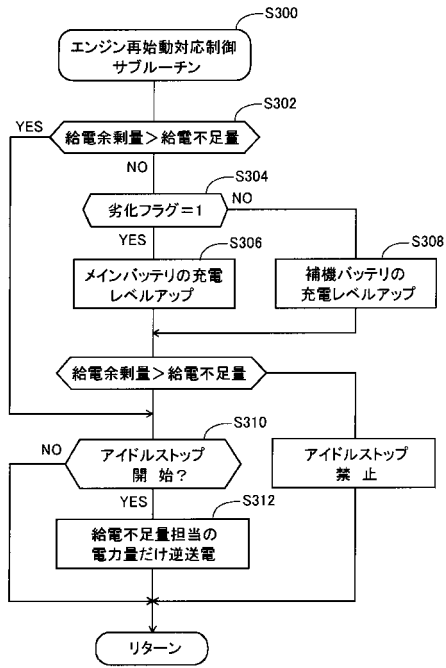 S300
エンジン再始動対応制御
サブルーチン
S302
YES
給電余剰量>給電不足量
NO
S304
劣化フラグ=1
NO
YES
S306
メインバッテリの充電
レベルアップ
S308
補機バッテリの
充電レベルアップ
給電余剰量>給電不足量
S310
NO
アイドルストップ
開 始?
YES
アイドルストップ
禁 止
S312
給電不足量担当の
電力量だけ逆送電
リターン